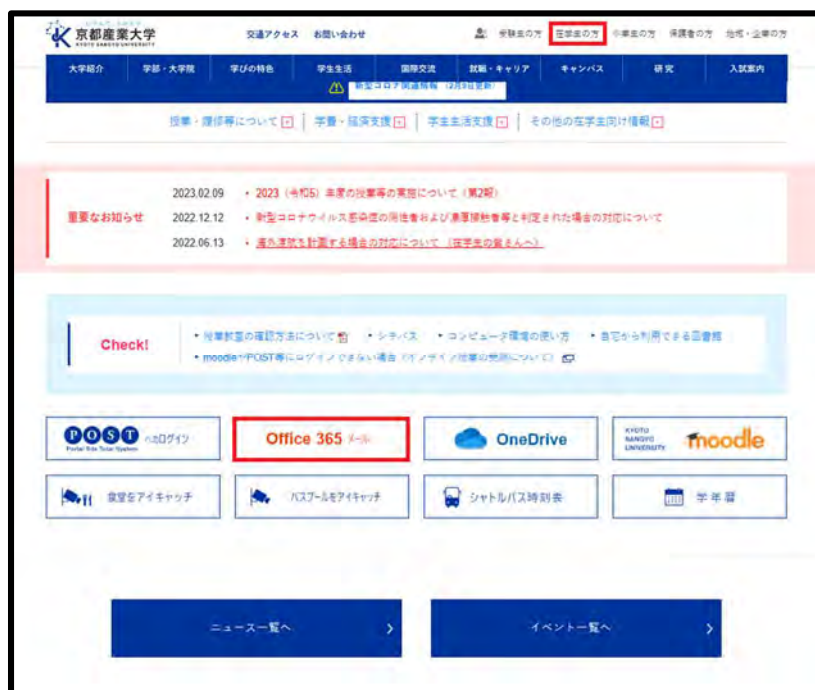 京都産業大学
KYOTO SANGYO UNIVERSITY
交通アクセス お問い合わせ
受験生の方 在学生の方 卒業生の方 保護者の方 地域・企業の方
大学紹介 学部・大学院 学びの特色 学生生活 国際交流 就職・キャリア キャンパス 研究 入試案内
新型コロナ関連情報 (2月9日更新)
授業・履修等について 学費・経済支援 学生生活支援 その他の在学生向け情報
重要なお知らせ
2023.02.09 ・ 2023(令和5)年度の授業等の実施について(第2報)
2022.12.12 ・ 新型コロナウイルス感染症の陽性者および濃厚接触者等と判定された場合の対応について
2022.06.13 ・ 海外渡航を計画する場合の対応について (在学生の皆さんへ)
Check!
・ 授業教室の確認方法について ・ シラバス ・ コンピュータ環境の使い方 ・ 自宅から利用できる図書館
・ moodleやPOST等にログインできない場合(オンライン授業の受講について)
POST へのログイン
Office 365 メール
OneDrive
KYOTO SANGYO UNIVERSITY moodle
食堂をアイキャッチ
バスプールをアイキャッチ
シャトルバス時刻表
学年暦
ニュース一覧へ
イベント一覧へ